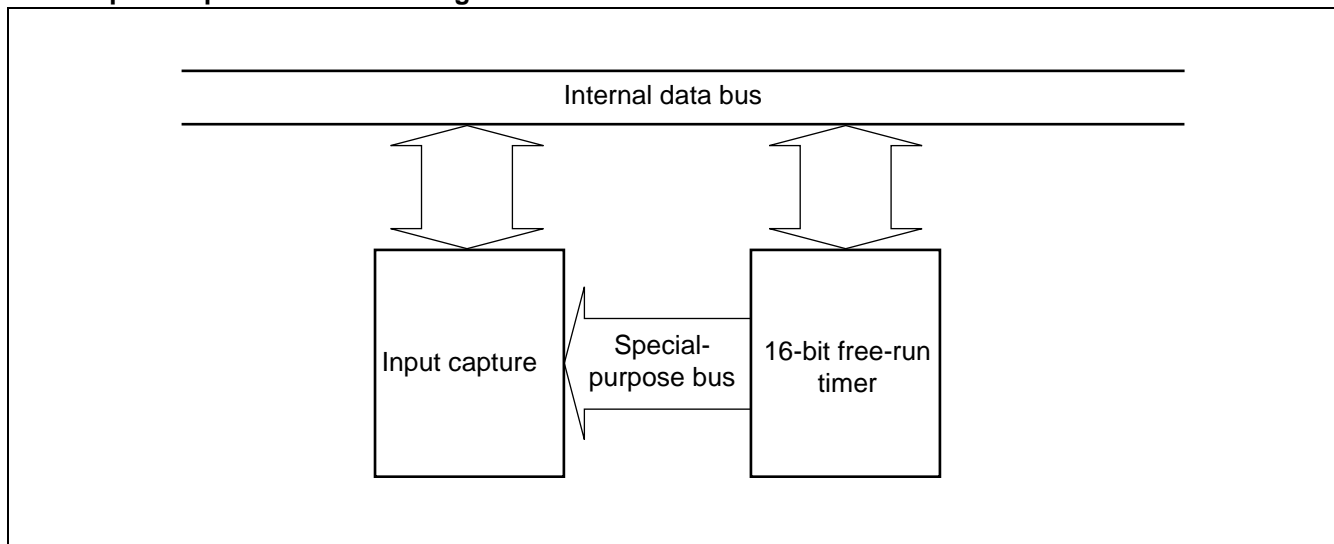 Internal data bus
Input capture
Special-
purpose bus
16-bit free-run
timer